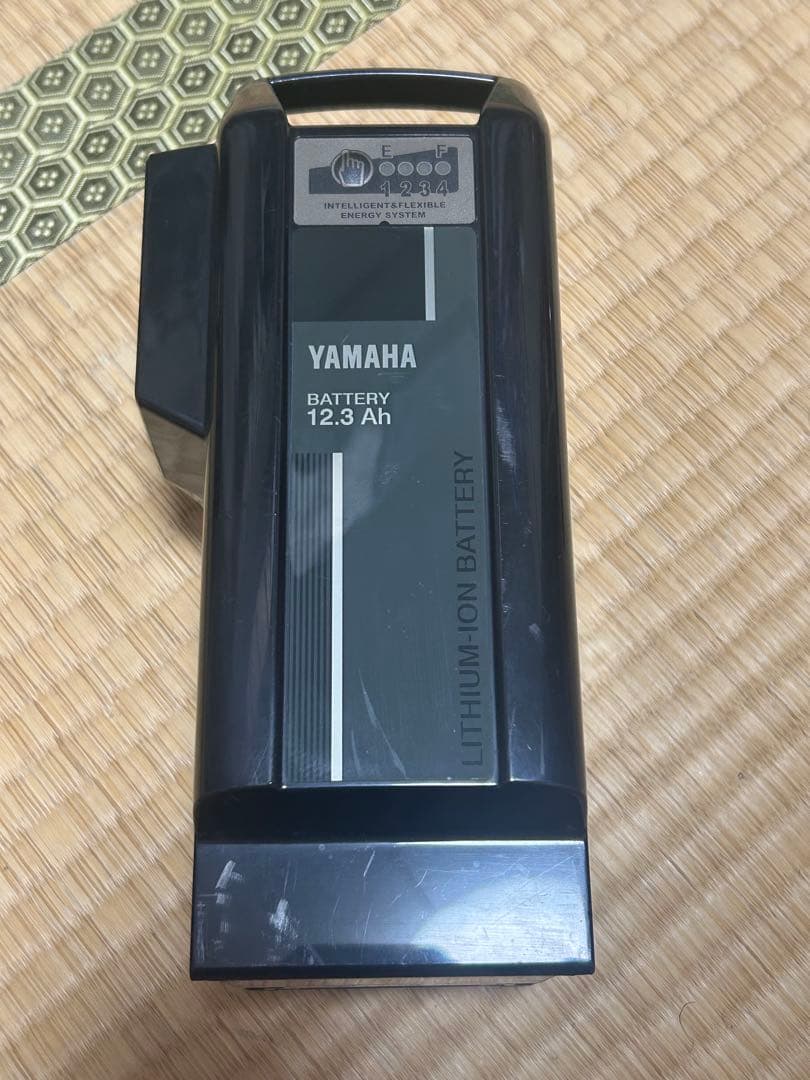 E F
1 2 3 4
INTELLIGENT&FLEXIBLE
ENERGY SYSTEM
YAMAHA
BATTERY
12.3 Ah
LITHIUM-ION BATTERY